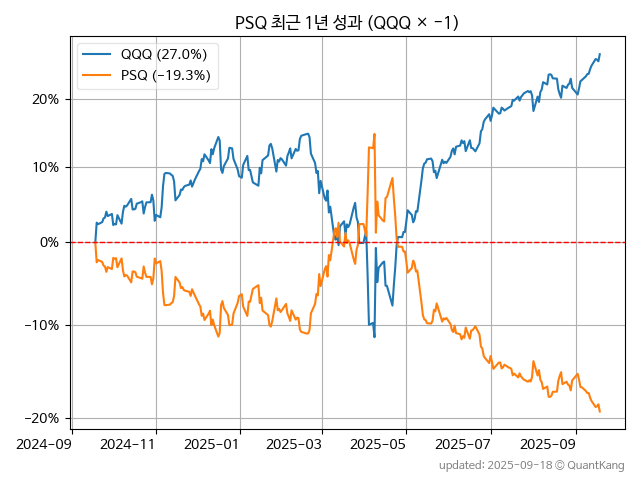 PSQ 최근 1년 성과 (QQQ × −1)
QQQ (27.0%)
PSQ (−19.3%)
20%
10%
0%
−10%
−20%
2024-09 2024-11 2025-01 2025-03 2025-05 2025-07 2025-09
updated: 2025-09-18 ⓒ QuantKang